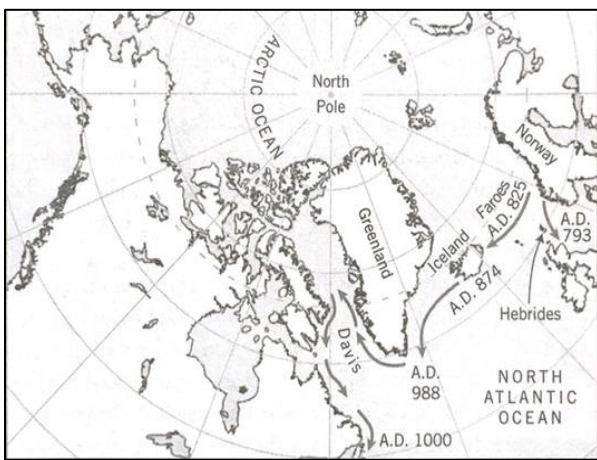 ARCTIC OCEAN
North
Pole
Norway
Greenland
Iceland
Faroes
A.D. 825
A.D.
793
A.D. 874
Hebrides
Davis
A.D.
988
NORTH
ATLANTIC
OCEAN
A.D. 1000